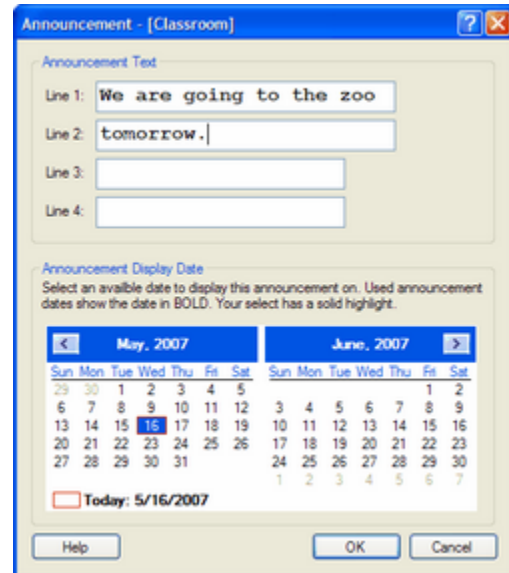 Announcement - [Classroom]
Announcement Text
Line 1: We are going to the zoo
Line 2: tomorrow.
Line 3:
Line 4:
Announcement Display Date
Select an availble date to display this announcement on. Used announcement
dates show the date in BOLD. Your select has a solid highlight.
May, 2007 June, 2007
Sun Mon Tue Wed Thu Fri Sat Sun Mon Tue Wed Thu Fri Sat
29 30 1 2 3 4 5 1 2
6 7 8 9 10 11 12 3 4 5 6 7 8 9
13 14 15 16 17 18 19 10 11 12 13 14 15 16
20 21 22 23 24 25 26 17 18 19 20 21 22 23
27 28 29 30 31 24 25 26 27 28 29 30
1 2 3 4 5 6 7
Today: 5/16/2007
Help OK Cancel